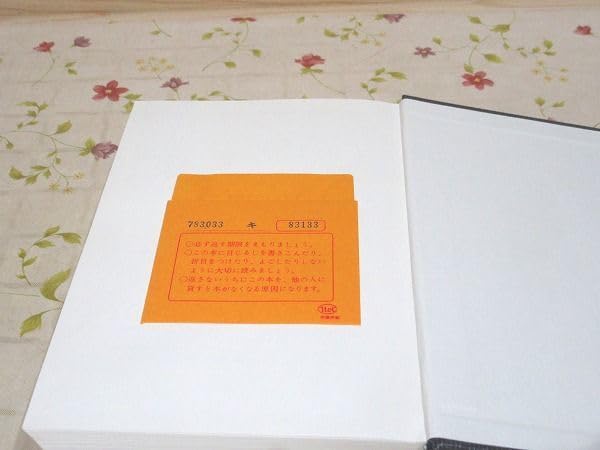 783033 キ 83133
○必ず返す期限をまもりましょう。
○この本に目じるしを書きこんだり、
折目をつけたり、よごしたりしない
ように大切に読みましょう。
○返さないうちにこの本を、他の人に
貸すと本がなくなる原因になります。